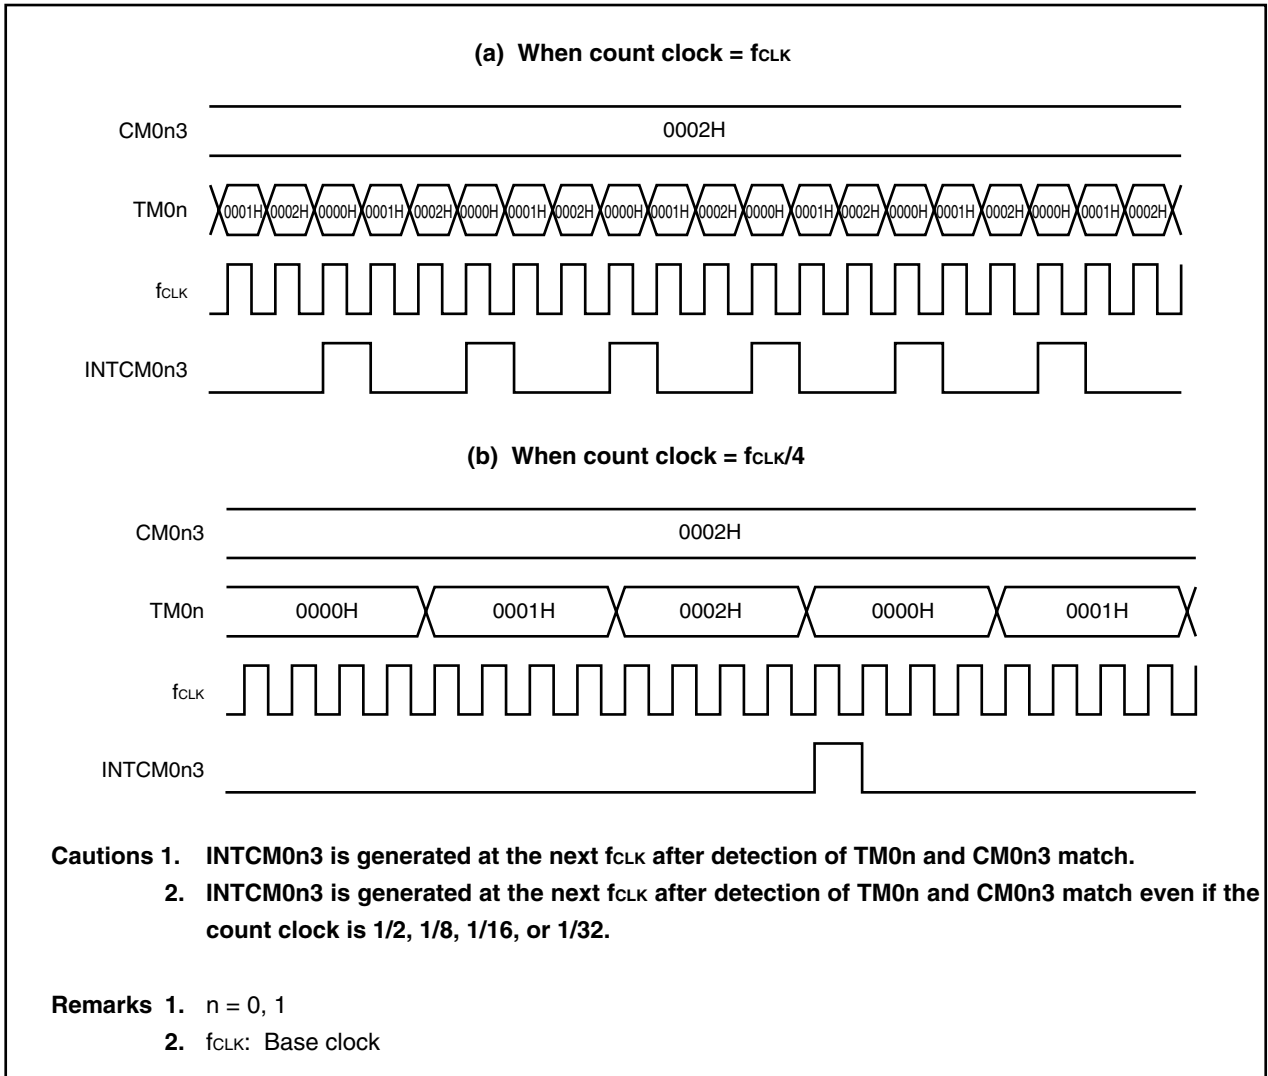 (a) When count clock = fCLK
CM0n3
0002H
TM0n
0001H 0002H 0000H 0001H 0002H 0000H 0001H 0002H 0000H 0001H 0002H 0000H 0001H 0002H 0000H 0001H 0002H 0000H 0001H 0002H
fCLK
INTCM0n3
(b) When count clock = fCLK/4
CM0n3
0002H
TM0n
0000H 0001H 0002H 0000H 0001H
fCLK
INTCM0n3
Cautions 1. INTCM0n3 is generated at the next fCLK after detection of TM0n and CM0n3 match.
2. INTCM0n3 is generated at the next fCLK after detection of TM0n and CM0n3 match even if the
count clock is 1/2, 1/8, 1/16, or 1/32.
Remarks 1. n = 0, 1
2. fCLK: Base clock